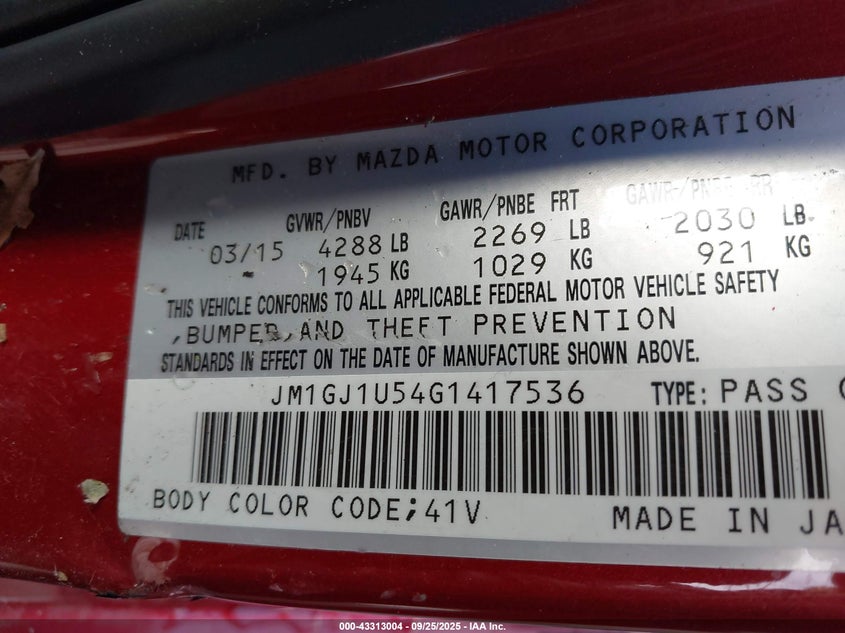 MFD. BY MAZDA MOTOR CORPORATION
DATE GVWR/PNBV GAWR/PNBE FRT GAWR/PNBE RR
03/15 4288 LB 2269 LB 2030 LB
1945 KG 1029 KG 921 KG
THIS VEHICLE CONFORMS TO ALL APPLICABLE FEDERAL MOTOR VEHICLE SAFETY
,BUMPER,AND THEFT PREVENTION
STANDARDS IN EFFECT ON THE DATE OF MANUFACTURE SHOWN ABOVE.
JM1GJ1U54G1417536 TYPE: PASS C
BODY COLOR CODE;41V MADE IN JA
000-43313004 - 09/25/2025 - IAA Inc.